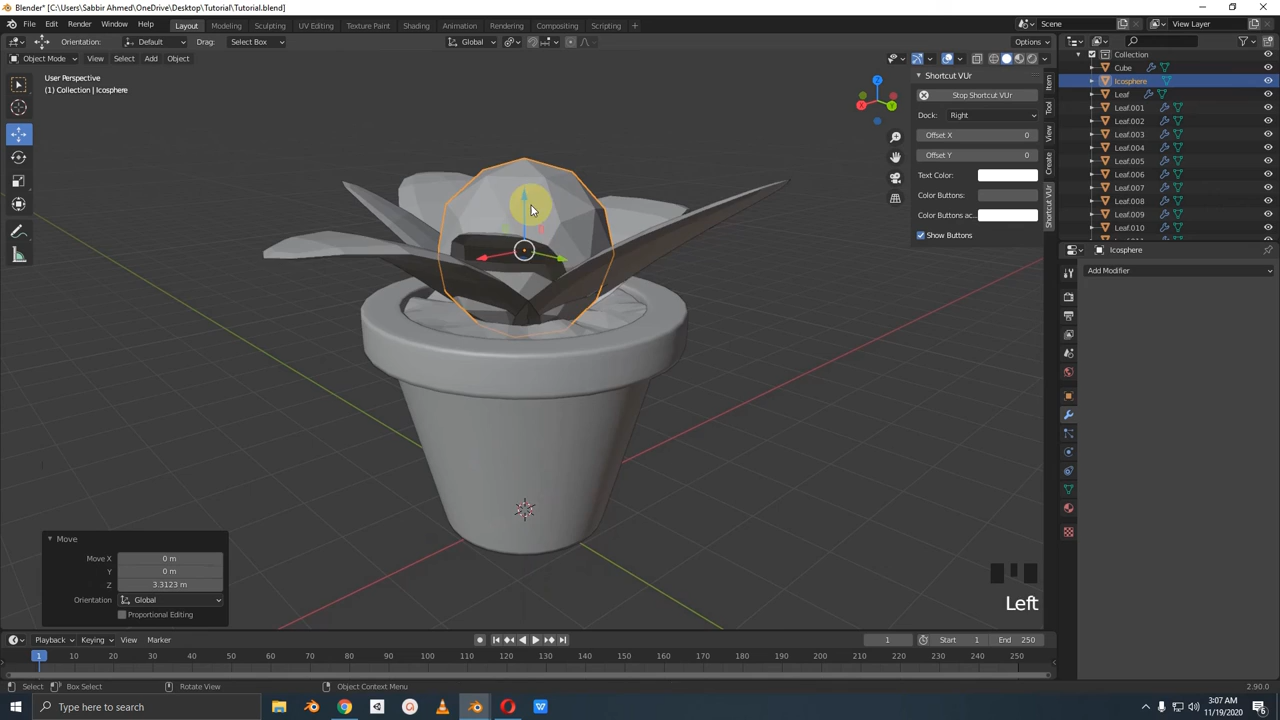 Blender* [C:\Users\Sabbir Ahmed\OneDrive\Desktop\Tutorial\Tutorial.blend]
File Edit Render Window Help Layout Modeling Sculpting UV Editing Texture Paint Shading Animation Rendering Compositing Scripting + Scene View Layer
Orientation: Default Drag: Select Box Global Options
Object Mode View Select Add Object
User Perspective
(1) Collection | Icosphere
Shortcut VUr
Stop Shortcut VUr
Dock: Right
Offset X 0
Offset Y 0
Text Color:
Color Buttons:
Color Buttons ac..
Show Buttons
Item
Tool
View
Create
Shortcut VUr
X
Y
Z
Collection
Cube
Icosphere
Leaf
Leaf.001
Leaf.002
Leaf.003
Leaf.004
Leaf.005
Leaf.006
Leaf.007
Leaf.008
Leaf.009
Leaf.010
Icosphere
Add Modifier
Move
Move X 0 m
Y 0 m
Z 3.3123 m
Orientation Global
Proportional Editing
Left
Playback Keying View Marker 1 Start 1 End 250
1 10 20 30 40 50 60 70 80 90 100 110 120 130 140 150 160 170 180 190 200 210 220 230 240 250
Select Box Select Rotate View Object Context Menu 2.90.0
Type here to search
3:07 AM
11/19/2020